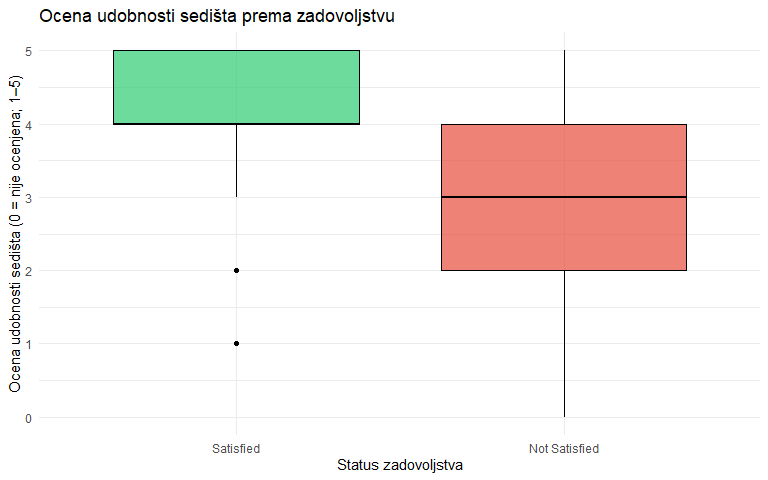 Ocena udobnosti sedišta prema zadovoljstvu
Ocena udobnosti sedišta (0 = nije ocenjena; 1–5)
5
4
3
2
1
0
Satisfied
Not Satisfied
Status zadovoljstva